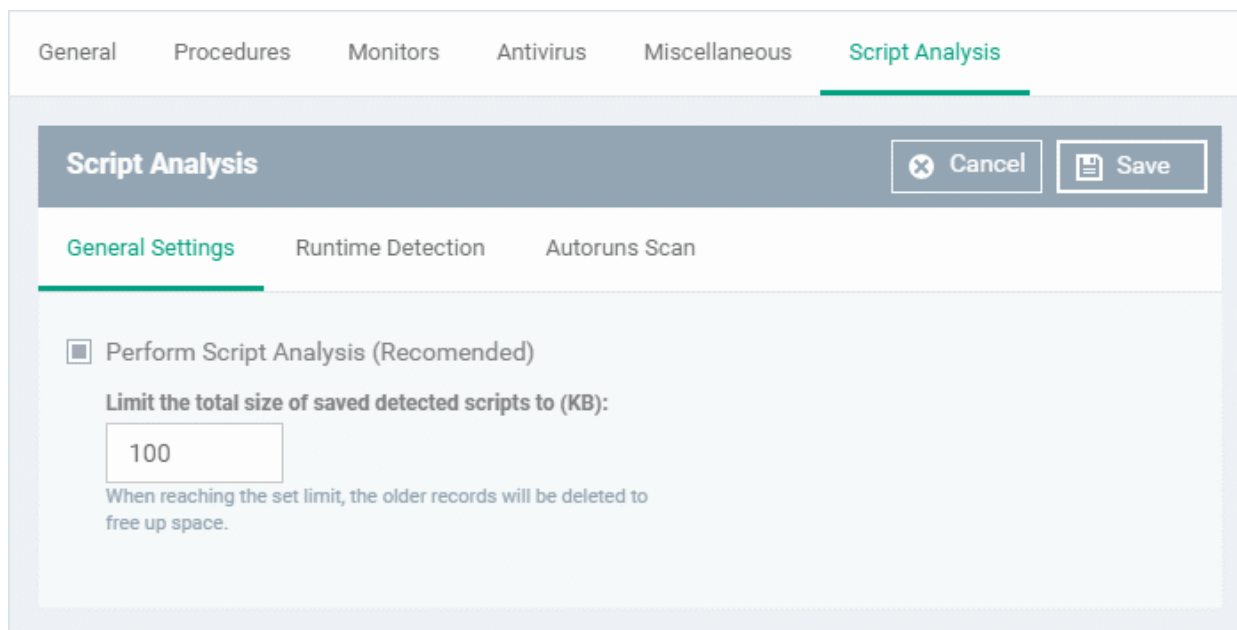 General Procedures Monitors Antivirus Miscellaneous Script Analysis
Script Analysis Cancel Save
General Settings Runtime Detection Autoruns Scan
Perform Script Analysis (Recomended)
Limit the total size of saved detected scripts to (KB):
100
When reaching the set limit, the older records will be deleted to
free up space.